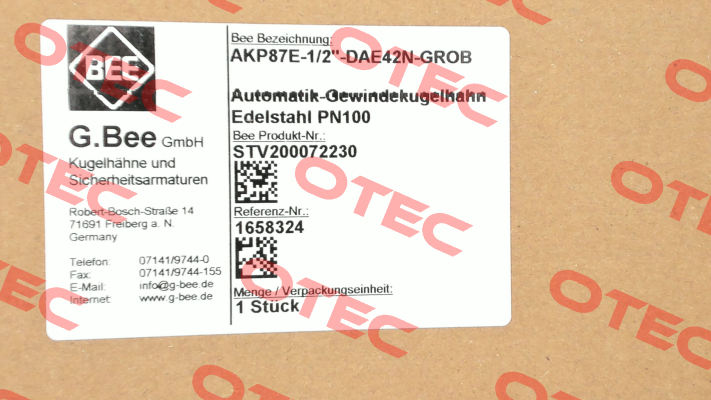 BEE
G.Bee GmbH
Kugelhähne und
Sicherheitsarmaturen
Robert-Bosch-Straße 14
71691 Freiberg a. N.
Germany
Telefon: 07141/9744-0
Fax: 07141/9744-155
E-Mail: info@g-bee.de
Internet: www.g-bee.de
Bee Bezeichnung:
AKP87E-1/2"-DAE42N-GROB
Automatik-Gewindekugelhahn
Edelstahl PN100
Bee Produkt-Nr.:
STV200072230
Referenz-Nr.:
1658324
Menge / Verpackungseinheit:
1 Stück
OTEC
OTEC
OTEC
OTEC
OTEC
OTEC
OTEC
OTEC
OTEC
OTEC
OTEC